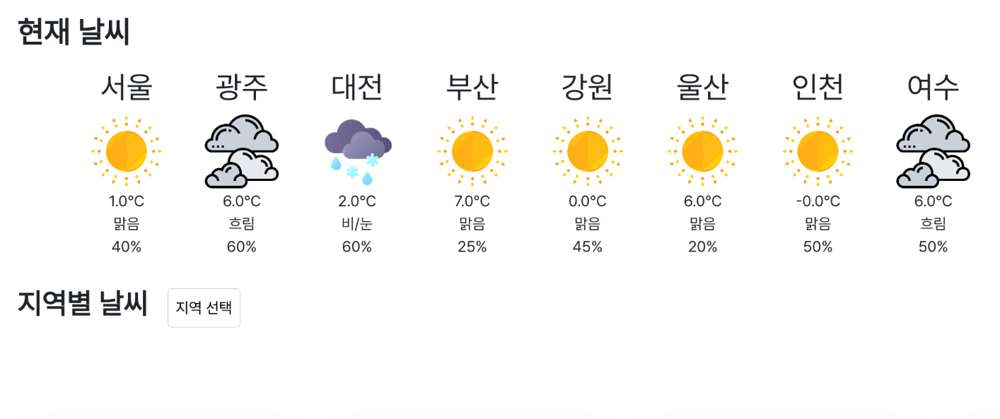 현재 날씨
서울 광주 대전 부산 강원 울산 인천 여수
1.0°C 6.0°C 2.0°C 7.0°C 0.0°C 6.0°C -0.0°C 6.0°C
맑음 흐림 비/눈 맑음 맑음 맑음 맑음 흐림
40% 60% 60% 25% 45% 20% 50% 50%
지역별 날씨 지역 선택